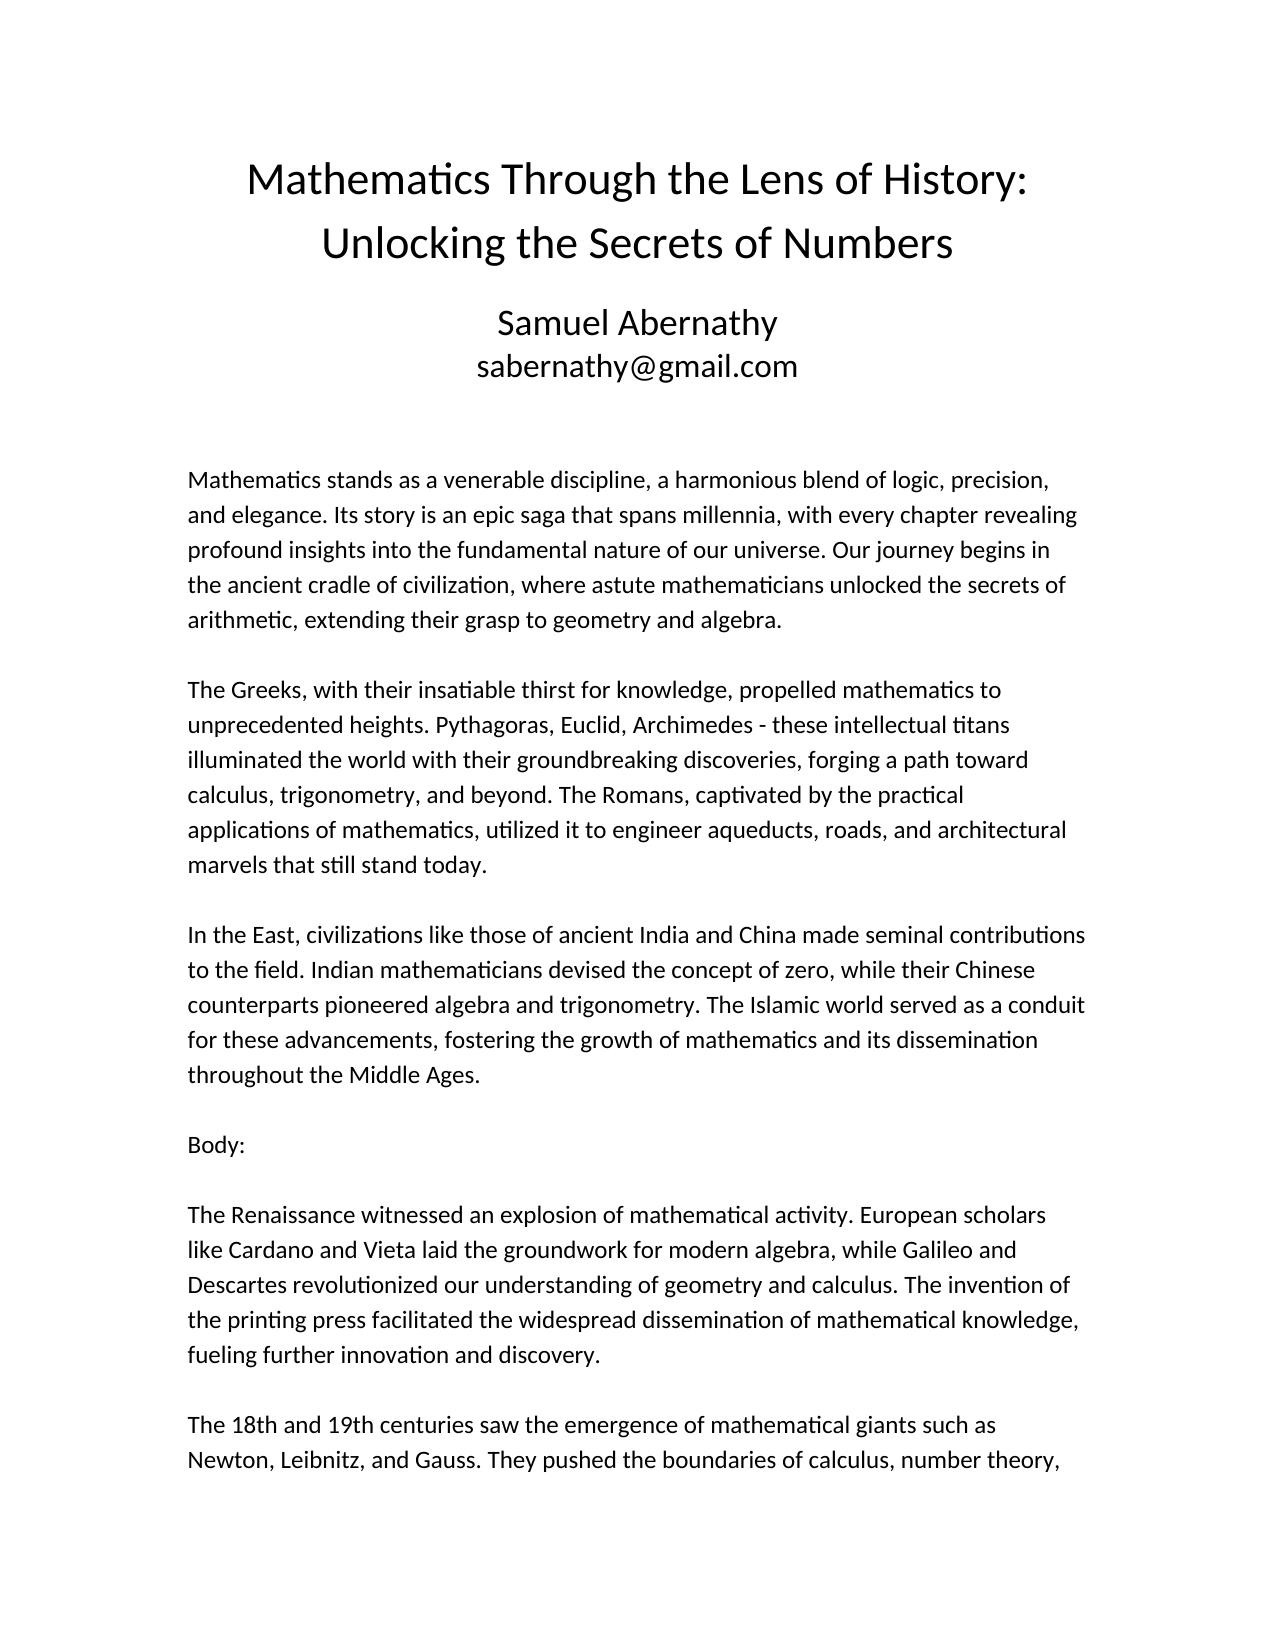 Mathematics Through the Lens of History:
Unlocking the Secrets of Numbers
Samuel Abernathy
sabernathy@gmail.com
Mathematics stands as a venerable discipline, a harmonious blend of logic, precision,
and elegance. Its story is an epic saga that spans millennia, with every chapter revealing
profound insights into the fundamental nature of our universe. Our journey begins in
the ancient cradle of civilization, where astute mathematicians unlocked the secrets of
arithmetic, extending their grasp to geometry and algebra.
The Greeks, with their insatiable thirst for knowledge, propelled mathematics to
unprecedented heights. Pythagoras, Euclid, Archimedes - these intellectual titans
illuminated the world with their groundbreaking discoveries, forging a path toward
calculus, trigonometry, and beyond. The Romans, captivated by the practical
applications of mathematics, utilized it to engineer aqueducts, roads, and architectural
marvels that still stand today.
In the East, civilizations like those of ancient India and China made seminal contributions
to the field. Indian mathematicians devised the concept of zero, while their Chinese
counterparts pioneered algebra and trigonometry. The Islamic world served as a conduit
for these advancements, fostering the growth of mathematics and its dissemination
throughout the Middle Ages.
Body:
The Renaissance witnessed an explosion of mathematical activity. European scholars
like Cardano and Vieta laid the groundwork for modern algebra, while Galileo and
Descartes revolutionized our understanding of geometry and calculus. The invention of
the printing press facilitated the widespread dissemination of mathematical knowledge,
fueling further innovation and discovery.
The 18th and 19th centuries saw the emergence of mathematical giants such as
Newton, Leibnitz, and Gauss. They pushed the boundaries of calculus, number theory,